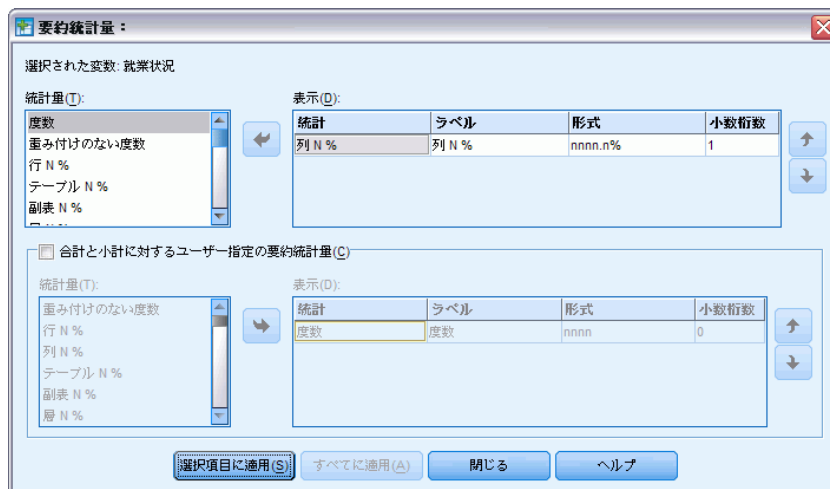 要約統計量：
選択された変数: 就業状況
統計量(T):
度数
重み付けのない度数
行 N %
テーブル N %
副表 N %
表示(D):
統計 ラベル 形式 小数桁数
列 N % 列 N % nnnn.n% 1
合計と小計に対するユーザー指定の要約統計量(C)
統計量(T):
重み付けのない度数
行 N %
列 N %
テーブル N %
副表 N %
層 N %
表示(D):
統計 ラベル 形式 小数桁数
度数 度数 nnnn 0
選択項目に適用(S) すべてに適用(A) 閉じる ヘルプ